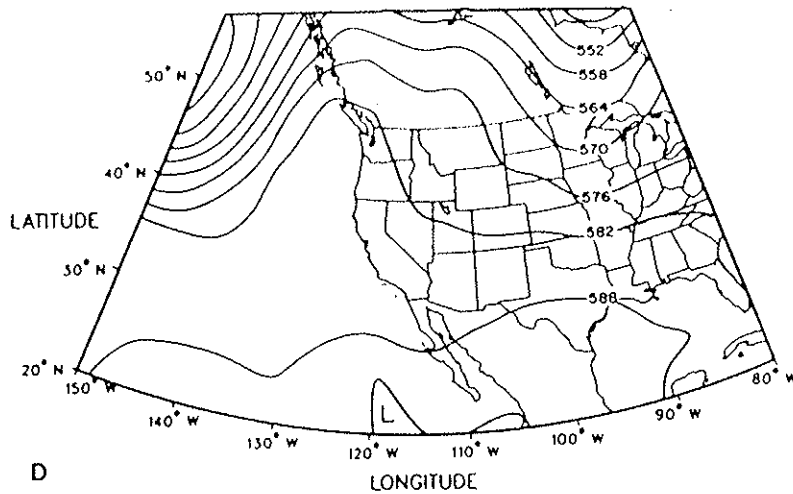 552
558
50° N
564
570
40° N
576
LATITUDE
582
30° N
588
20° N
150° W
80° W
L
140° W
90° W
130° W
100° W
120° W
110° W
D
LONGITUDE